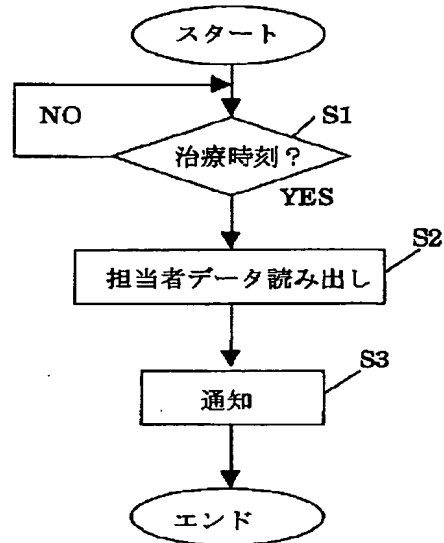 スタート
NO
S1
治療時刻？
YES
S2
担当者データ読み出し
S3
通知
エンド